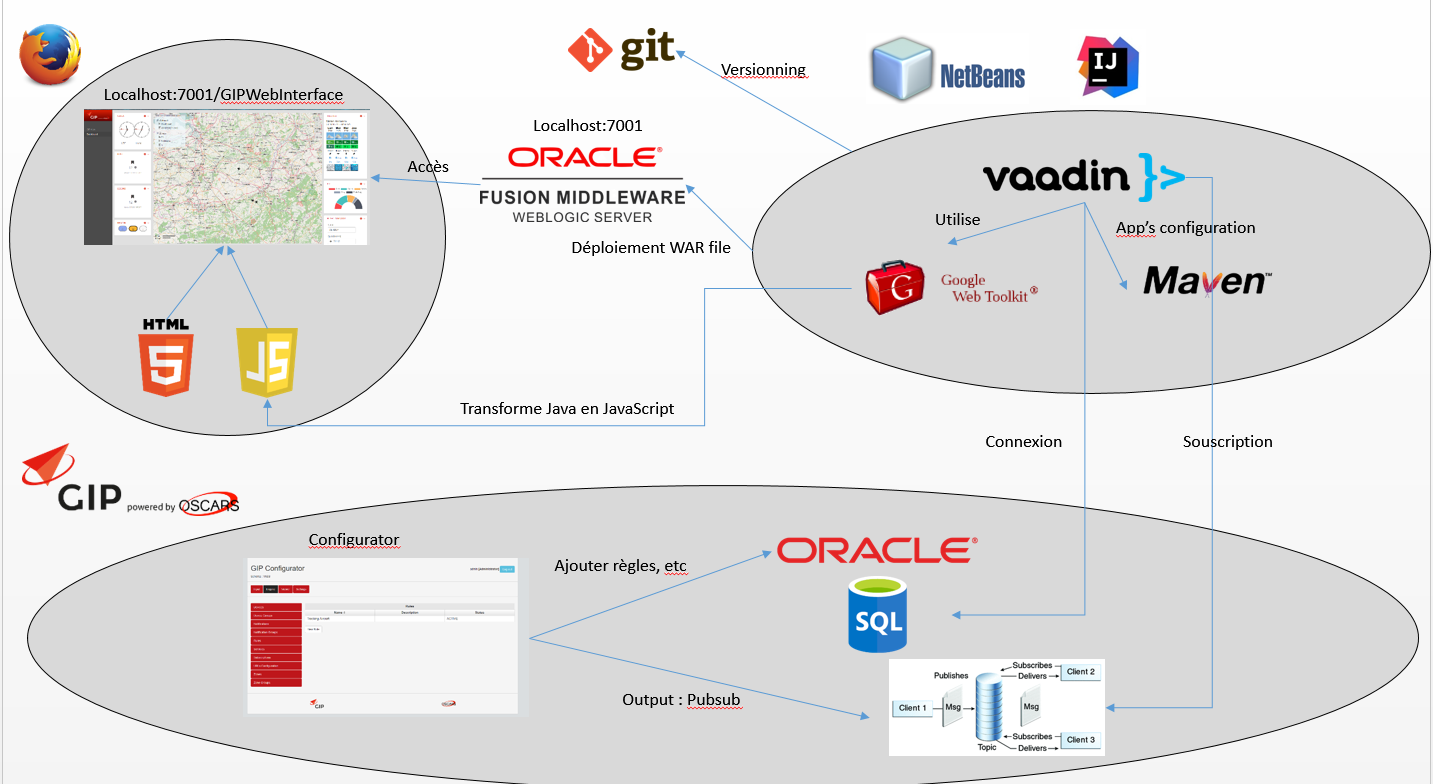 git
Versionning
NetBeans
IJ
Localhost:7001/GIPWebInterface
GIP
Localhost:7001
ORACLE®
FUSION MIDDLEWARE
WEBLOGIC SERVER
Accès
Déploiement WAR file
vaadin
Utilise
App's configuration
G
Google
Web Toolkit®
Maven™
HTML
5
JS
Transforme Java en JavaScript
Connexion
Souscription
GIP powered by OSCARS
Configurator
GIP Configurator
Ajouter règles, etc
ORACLE®
SQL
Output : Pubsub
GIP
Publishes
Subscribes
Delivers
Client 2
Client 1
Msg
Msg
Topic
Subscribes
Delivers
Client 3